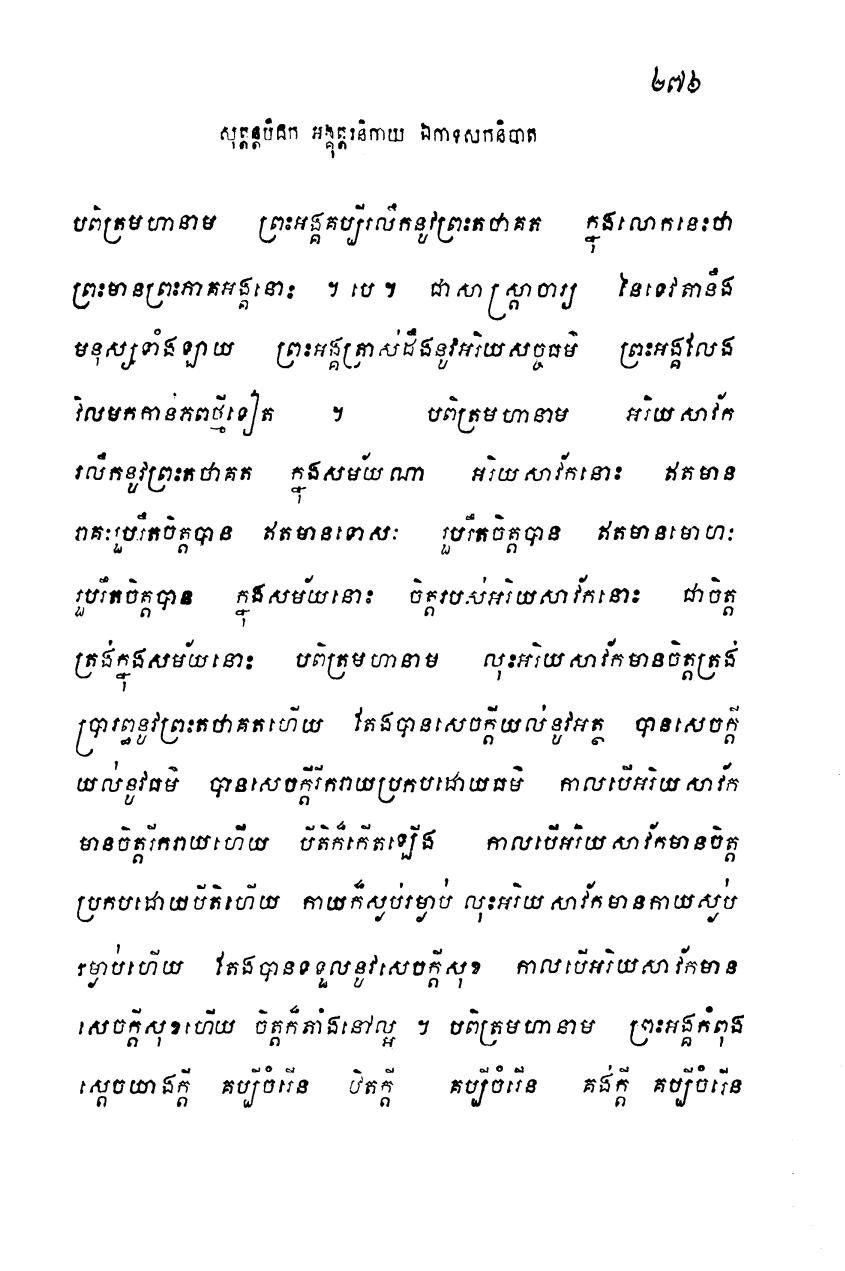 ២៧៦
សុត្តន្តបិដក អង្គុត្តរនិកាយ ឯកាទសកនិបាត
បពិត្រមហានាម ព្រះអង្គគប្បីរលឹកនូវព្រះតថាគត ក្នុងលោកនេះថា
ព្រះមានព្រះភាគអង្គនោះ ។ បេ ។ ជាសាស្ត្រាចារ្យ នៃទេវតានឹង
មនុស្សទាំងឡាយ ព្រះអង្គត្រាស់ដឹងនូវអរិយសច្ចធម៌ ព្រះអង្គលែង
វិលមកកាន់ភពថ្មីទៀត ។ បពិត្រមហានាម អរិយសាវ័ក
រលឹកនូវព្រះតថាគត ក្នុងសម័យណា អរិយសាវ័កនោះ ឥតមាន
រាគៈរួបរឹតចិត្តបាន ឥតមានទោសៈ រួបរឹតចិត្តបាន ឥតមានមោហៈ
រួបរឹតចិត្តបាន ក្នុងសម័យនោះ ចិត្តរបស់អរិយសាវ័កនោះ ជាចិត្ត
ត្រង់ក្នុងសម័យនោះ បពិត្រមហានាម លុះអរិយសាវ័កមានចិត្តត្រង់
ប្រារព្ធនូវព្រះតថាគតហើយ តែងបានសេចក្តីយល់នូវអត្ថ បានសេចក្តី
យល់នូវធម៌ បានសេចក្តីរីករាយប្រកបដោយធម៌ កាលបើអរិយសាវ័ក
មានចិត្តរីករាយហើយ បីតិក៏កើតឡើង កាលបើអរិយសាវ័កមានចិត្ត
ប្រកបដោយបីតិហើយ កាយក៏ស្ងប់រម្ងាប់ លុះអរិយសាវ័កមានកាយស្ងប់
រម្ងាប់ហើយ តែងបានទទួលនូវសេចក្តីសុខ កាលបើអរិយសាវ័កមាន
សេចក្តីសុខហើយ ចិត្តក៏តាំងនៅល្អ ។ បពិត្រមហានាម ព្រះអង្គកំពុង
ស្តេចយាងក្តី គប្បីចំរើន ឋិតក្តី គប្បីចំរើន គង់ក្តី គប្បីចំរើន